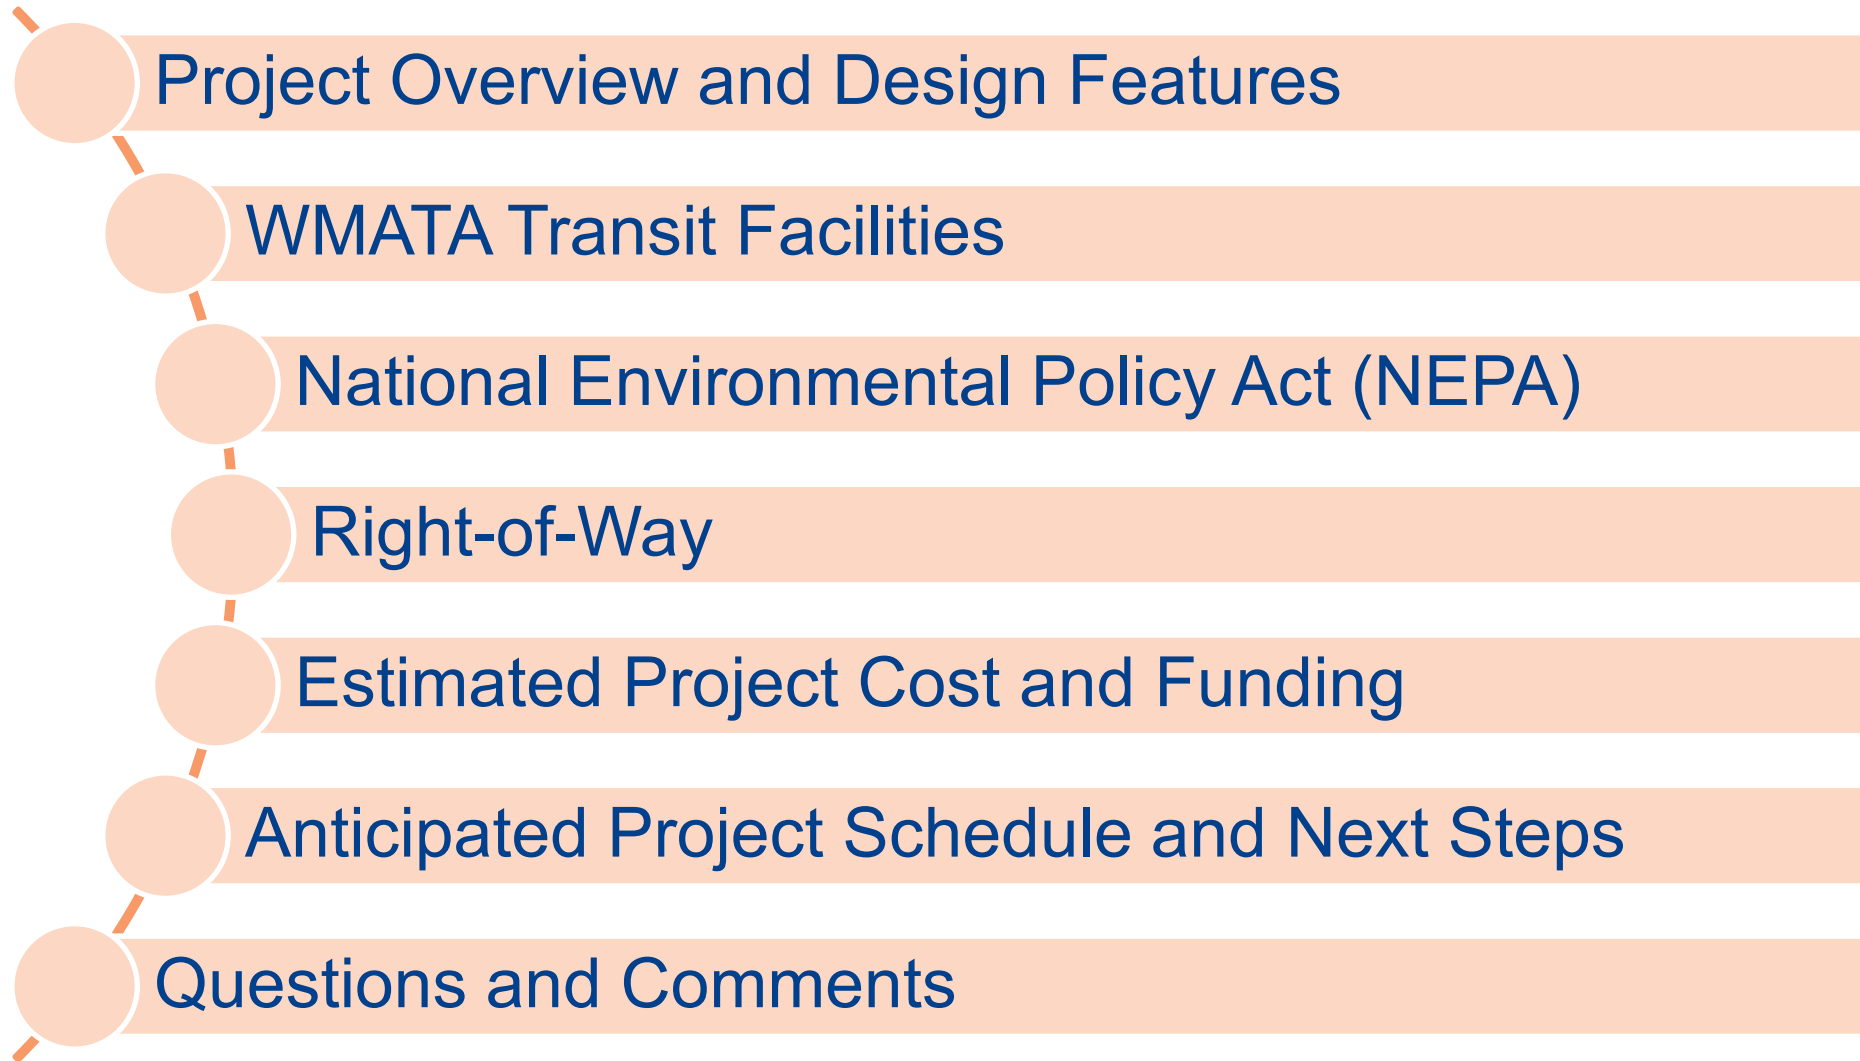 Project Overview and Design Features
WMATA Transit Facilities
National Environmental Policy Act (NEPA)
Right-of-Way
Estimated Project Cost and Funding
Anticipated Project Schedule and Next Steps
Questions and Comments